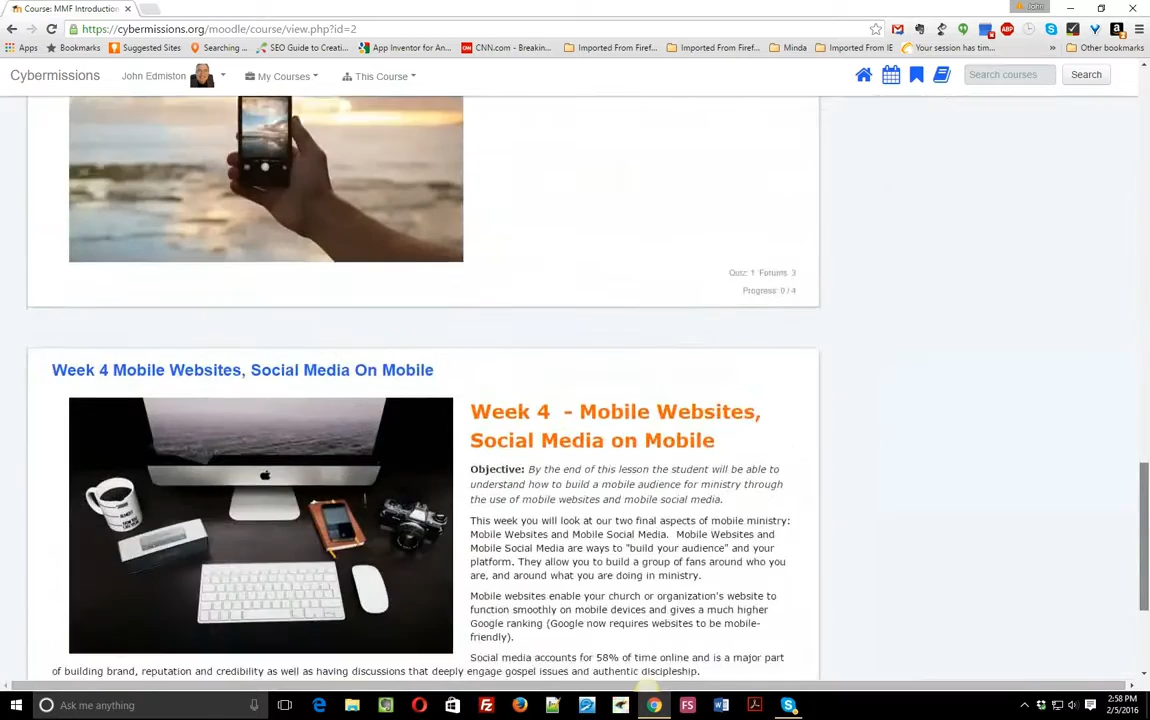 Course: MMF Introduction
John
https://cybermissions.org/moodle/course/view.php?id=2
Apps Bookmarks Suggested Sites Searching ... SEO Guide to Creati... App Inventor for An... CNN.com - Breakin... Imported From Firef... Imported From Firef... Minda Imported From IE Your session has tim... » Other bookmarks
Cybermissions John Edmiston My Courses This Course Search courses Search
Quiz: 1 Forums: 3
Progress: 0 / 4
Week 4 Mobile Websites, Social Media On Mobile
Week 4 - Mobile Websites,
Social Media on Mobile
Objective: By the end of this lesson the student will be able to
understand how to build a mobile audience for ministry through
the use of mobile websites and mobile social media.
This week you will look at our two final aspects of mobile ministry:
Mobile Websites and Mobile Social Media. Mobile Websites and
Mobile Social Media are ways to "build your audience" and your
platform. They allow you to build a group of fans around who you
are, and around what you are doing in ministry.
Mobile websites enable your church or organization's website to
function smoothly on mobile devices and gives a much higher
Google ranking (Google now requires websites to be mobile-
friendly).
Social media accounts for 58% of time online and is a major part
of building brand, reputation and credibility as well as having discussions that deeply engage gospel issues and authentic discipleship.
Ask me anything
2:58 PM
2/5/2016